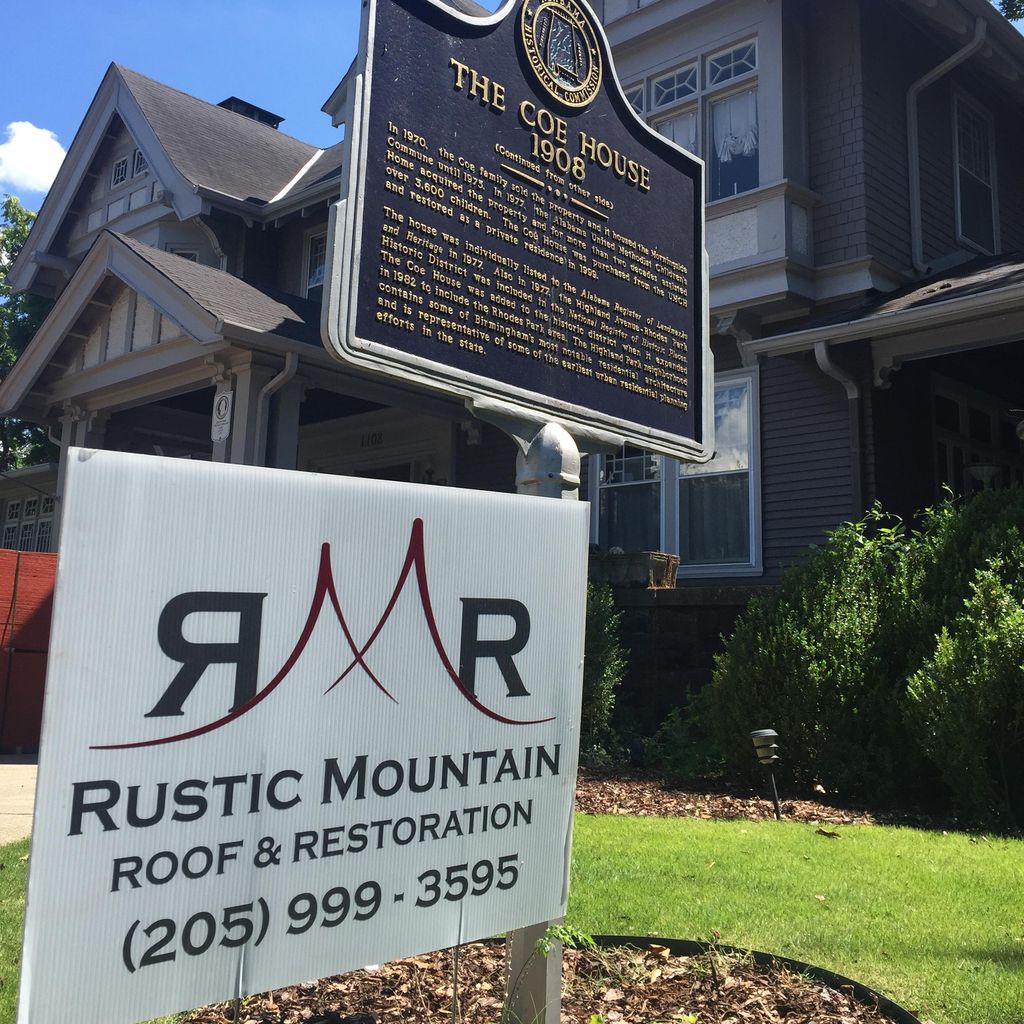 ALABAMA
HISTORICAL COMMISSION
THE COE HOUSE
1908
(Continued from other side)
In 1970, the Coe family sold the property and it housed the Morningside
Commune until 1975. In 1977, the Alabama United Methodist Children's
Home acquired the property and for more than two decades assisted
over 3,600 children. The Coe House was purchased from the UMCH
and restored as a private residence in 1999.
The house was individually listed to the Alabama Register of Landmarks
and Heritage in 1977. Also in 1977, the Highland Avenue-Rhodes Park
Historic District was included in the National Register of Historic Places.
The Coe House was added to the historic district when it expanded
in 1982 to include the Rhodes Park area. The Highland Park neighborhood
contains some of Birmingham's most notable residential architecture
and is representative of some of the earliest urban residential planning
efforts in the state.
1108
R R
RUSTIC MOUNTAIN
ROOF & RESTORATION
(205) 999 - 3595